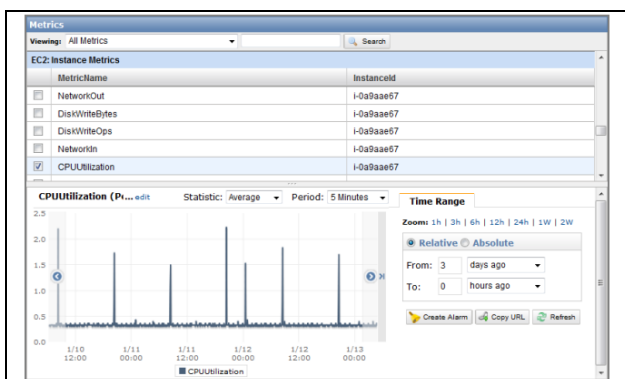 Metrics
Viewing: All Metrics Search
EC2: Instance Metrics
MetricName InstanceId
NetworkOut i-0a9aae67
DiskWriteBytes i-0a9aae67
DiskWriteOps i-0a9aae67
NetworkIn i-0a9aae67
CPUUtilization i-0a9aae67
CPUUtilization (P... edit Statistic: Average Period: 5 Minutes
Time Range
Zoom: 1h | 3h | 6h | 12h | 24h | 1W | 2W
Relative Absolute
From: 3 days ago
To: 0 hours ago
Create Alarm Copy URL Refresh
2.5
2.0
1.5
1.0
0.5
0.0
1/10 1/11 1/11 1/12 1/12 1/13
12:00 00:00 12:00 00:00 12:00 00:00
CPUUtilization